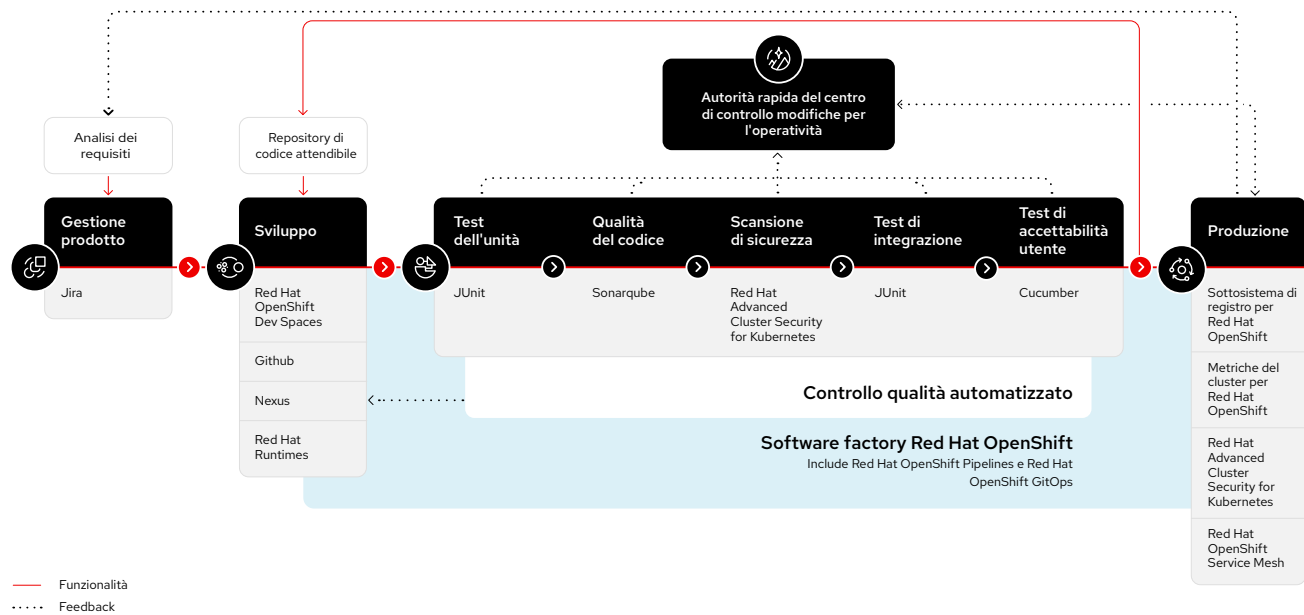 Autorità rapida del centro
di controllo modifiche per
l'operatività
Analisi dei
requisiti
Repository di
codice attendibile
Gestione
prodotto
Jira
Sviluppo
Red Hat
OpenShift
Dev Spaces
Github
Nexus
Red Hat
Runtimes
Test
dell'unità
JUnit
Qualità
del codice
Sonarqube
Scansione
di sicurezza
Red Hat
Advanced
Cluster Security
for Kubernetes
Test di
integrazione
JUnit
Test di
accettabilità
utente
Cucumber
Produzione
Sottosistema di
registro per
Red Hat
OpenShift
Metriche del
cluster per
Red Hat
OpenShift
Red Hat
Advanced
Cluster
Security for
Kubernetes
Red Hat
OpenShift
Service Mesh
Controllo qualità automatizzato
Software factory Red Hat OpenShift
Include Red Hat OpenShift Pipelines e Red Hat
OpenShift GitOps
Funzionalità
Feedback